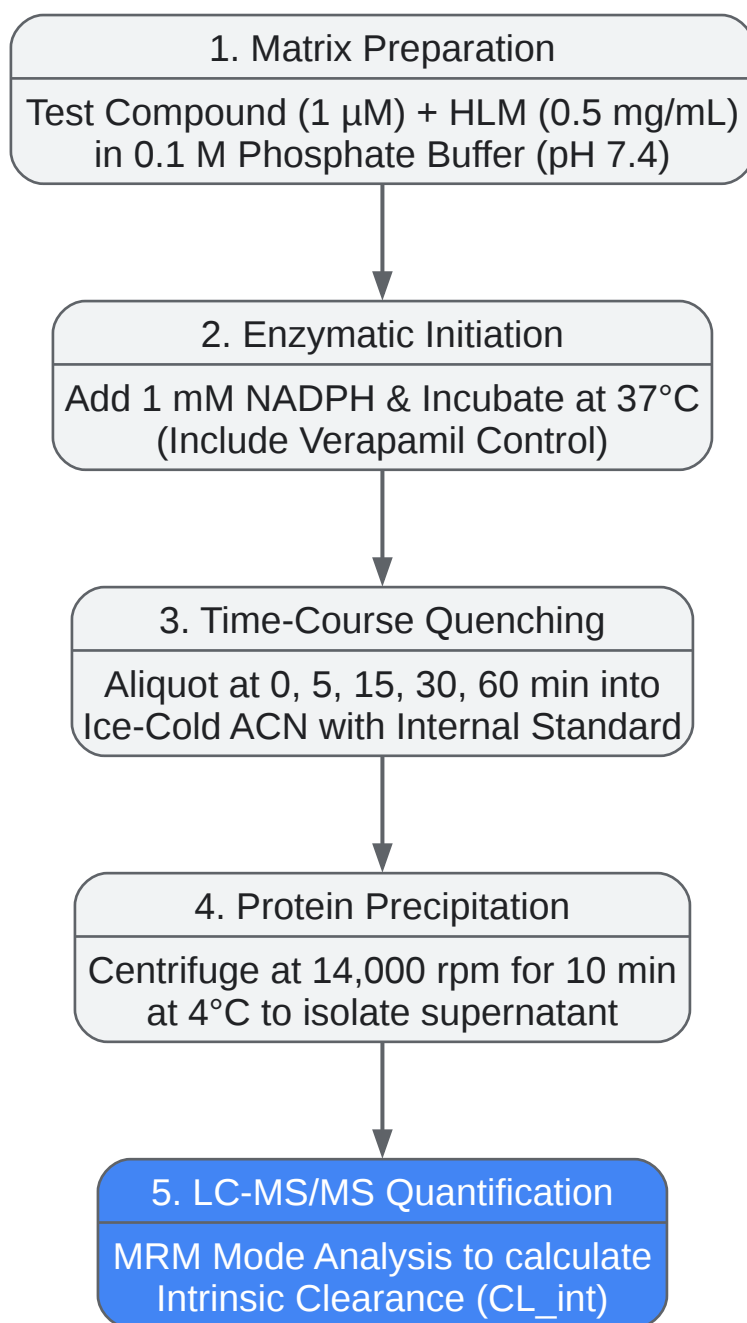 1. Matrix Preparation
Test Compound (1 µM) + HLM (0.5 mg/mL)
in 0.1 M Phosphate Buffer (pH 7.4)
2. Enzymatic Initiation
Add 1 mM NADPH & Incubate at 37°C
(Include Verapamil Control)
3. Time-Course Quenching
Aliquot at 0, 5, 15, 30, 60 min into
Ice-Cold ACN with Internal Standard
4. Protein Precipitation
Centrifuge at 14,000 rpm for 10 min
at 4°C to isolate supernatant
5. LC-MS/MS Quantification
MRM Mode Analysis to calculate
Intrinsic Clearance (CL_int)